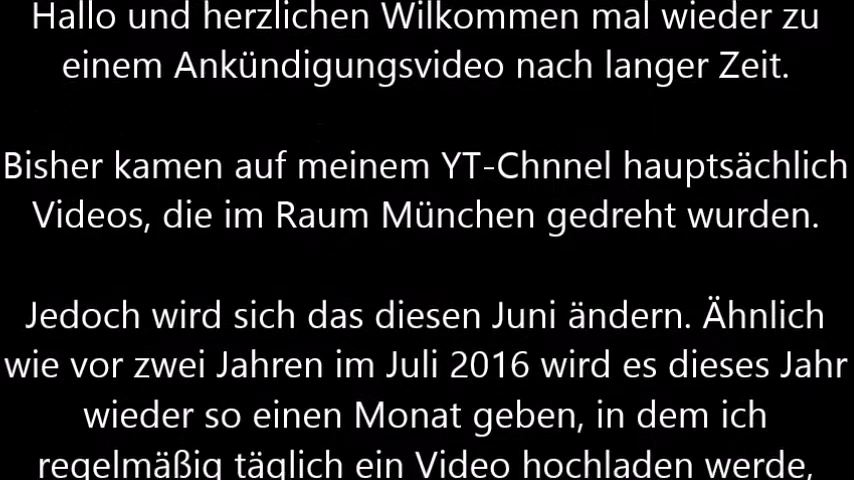 Hallo und herzlichen Wilkommen mal wieder zu
einem Ankündigungsvideo nach langer Zeit.
Bisher kamen auf meinem YT-Chnnel hauptsächlich
Videos, die im Raum München gedreht wurden.
Jedoch wird sich das diesen Juni ändern. Ähnlich
wie vor zwei Jahren im Juli 2016 wird es dieses Jahr
wieder so einen Monat geben, in dem ich
regelmäßig täglich ein Video hochladen werde,